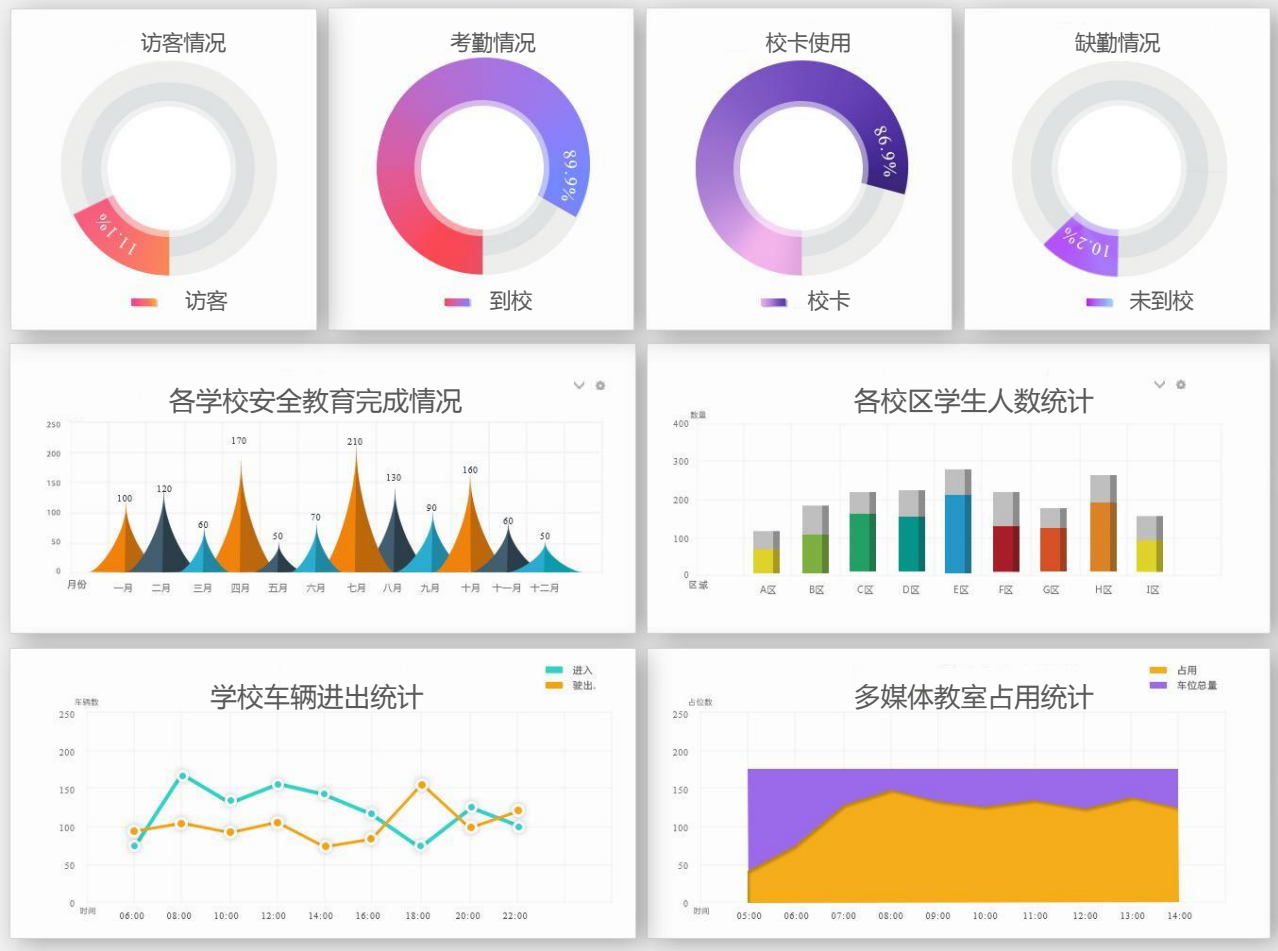 访客情况
11.1%
访客
考勤情况
89.9%
到校
校卡使用
86.9%
校卡
缺勤情况
10.2%
未到校
各学校安全教育完成情况
250
200
150
100
50
0
100
120
60
170
50
70
210
130
90
160
60
50
月份
一月 二月 三月 四月 五月 六月 七月 八月 九月 十月 十一月 十二月
各校区学生人数统计
数量
400
300
200
100
0
区域
A区 B区 C区 D区 E区 F区 G区 H区 I区
学校车辆进出统计
进入
驶出.
车辆数
250
200
150
100
50
0
时间
06:00 08:00 10:00 12:00 14:00 16:00 18:00 20:00 22:00
多媒体教室占用统计
占用
车位总量
占位数
250
200
150
100
50
0
时间
05:00 06:00 07:00 08:00 09:00 10:00 11:00 12:00 13:00 14:00